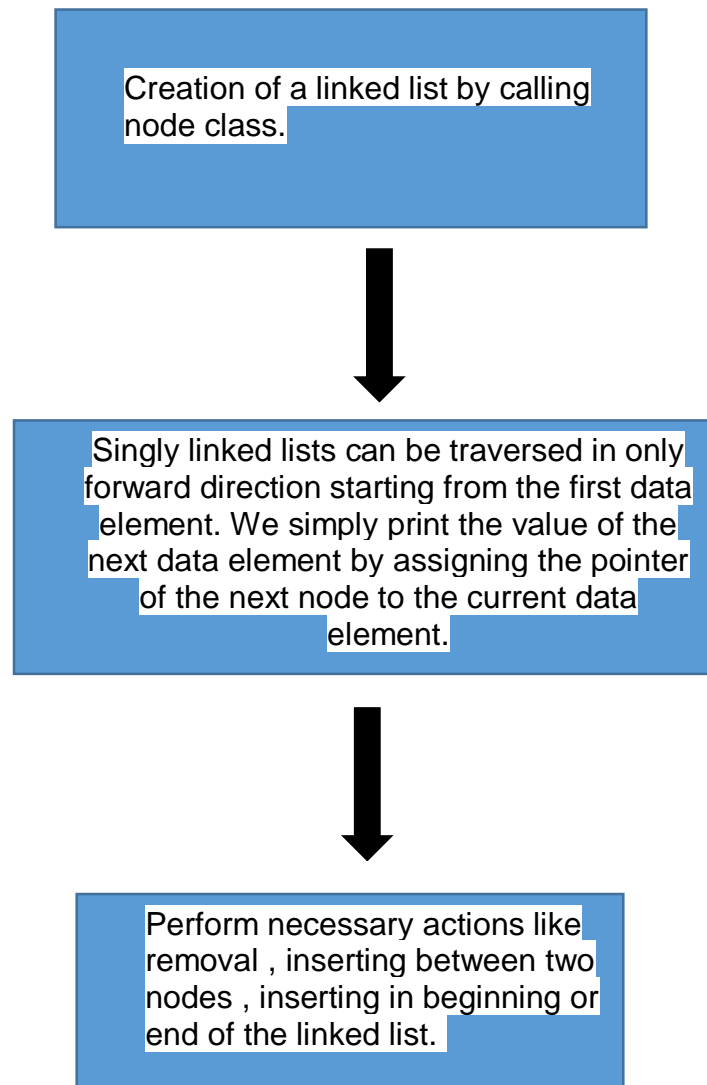 Creation of a linked list by calling
node class.
Singly linked lists can be traversed in only
forward direction starting from the first data
element. We simply print the value of the
next data element by assigning the pointer
of the next node to the current data
element.
Perform necessary actions like
removal , inserting between two
nodes , inserting in beginning or
end of the linked list.